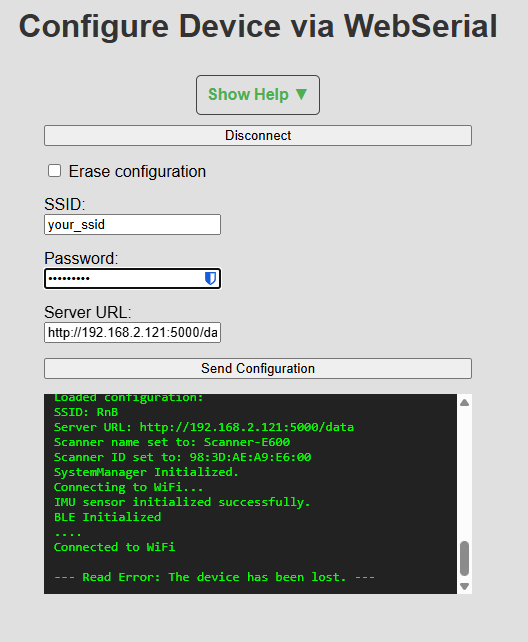 Configure Device via WebSerial
Show Help ▼
Disconnect
Erase configuration
SSID:
your_ssid
Password:
•••••••••
Server URL:
http://192.168.2.121:5000/da
Send Configuration
Loaded configuration:
SSID: RnB
Server URL: http://192.168.2.121:5000/data
Scanner name set to: Scanner-E600
Scanner ID set to: 98:3D:AE:A9:E6:00
SystemManager Initialized.
Connecting to WiFi...
IMU sensor initialized successfully.
BLE Initialized
....
Connected to WiFi
--- Read Error: The device has been lost. ---